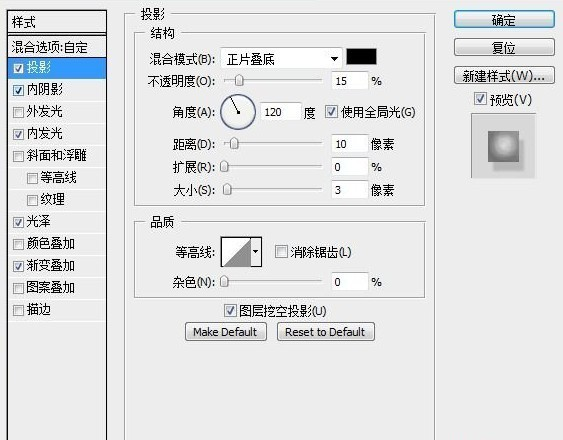 样式
混合选项:自定
投影
内阴影
外发光
内发光
斜面和浮雕
等高线
纹理
光泽
颜色叠加
渐变叠加
图案叠加
描边
投影
结构
混合模式(B): 正片叠底
不透明度(O): 15 %
角度(A): 120 度 使用全局光(G)
距离(D): 10 像素
扩展(R): 0 %
大小(S): 3 像素
品质
等高线: 消除锯齿(L)
杂色(N): 0 %
图层挖空投影(U)
Make Default Reset to Default
确定
复位
新建样式(W)...
预览(V)